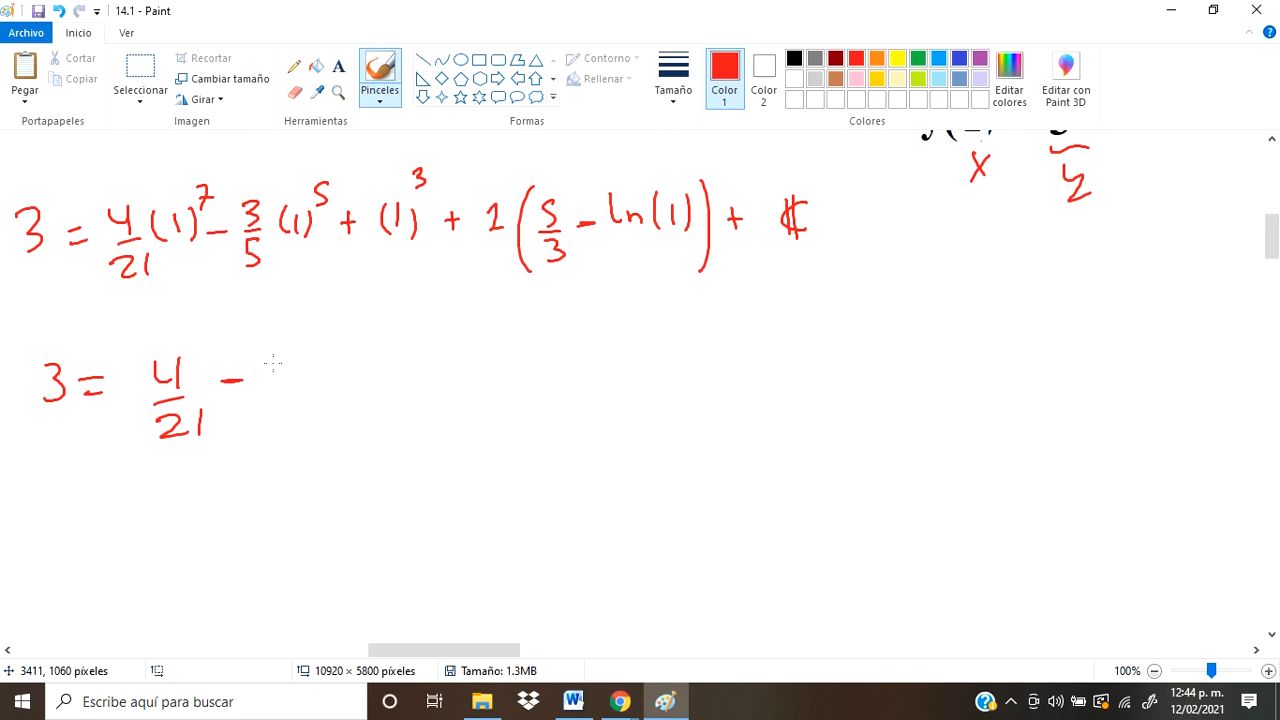 14.1 - Paint
Archivo Inicio Ver
Pegar
Cortar
Copiar
Portapapeles
Seleccionar
Recortar
Cambiar tamaño
Girar
Imagen
A
Herramientas
Pinceles
Contorno
Rellenar
Formas
Tamaño
Color 1
Color 2
Editar colores
Editar con Paint 3D
Colores
x
3 = 4/21 (1)^7 - 3/5 (1)^5 + (1)^3 + 1 (5/3 - ln(1)) + ₡
3 = 4/21 -
3411, 1060 píxeles
10920 × 5800 píxeles
Tamaño: 1.3MB
100%
Escribe aquí para buscar
12:44 p. m.
12/02/2021